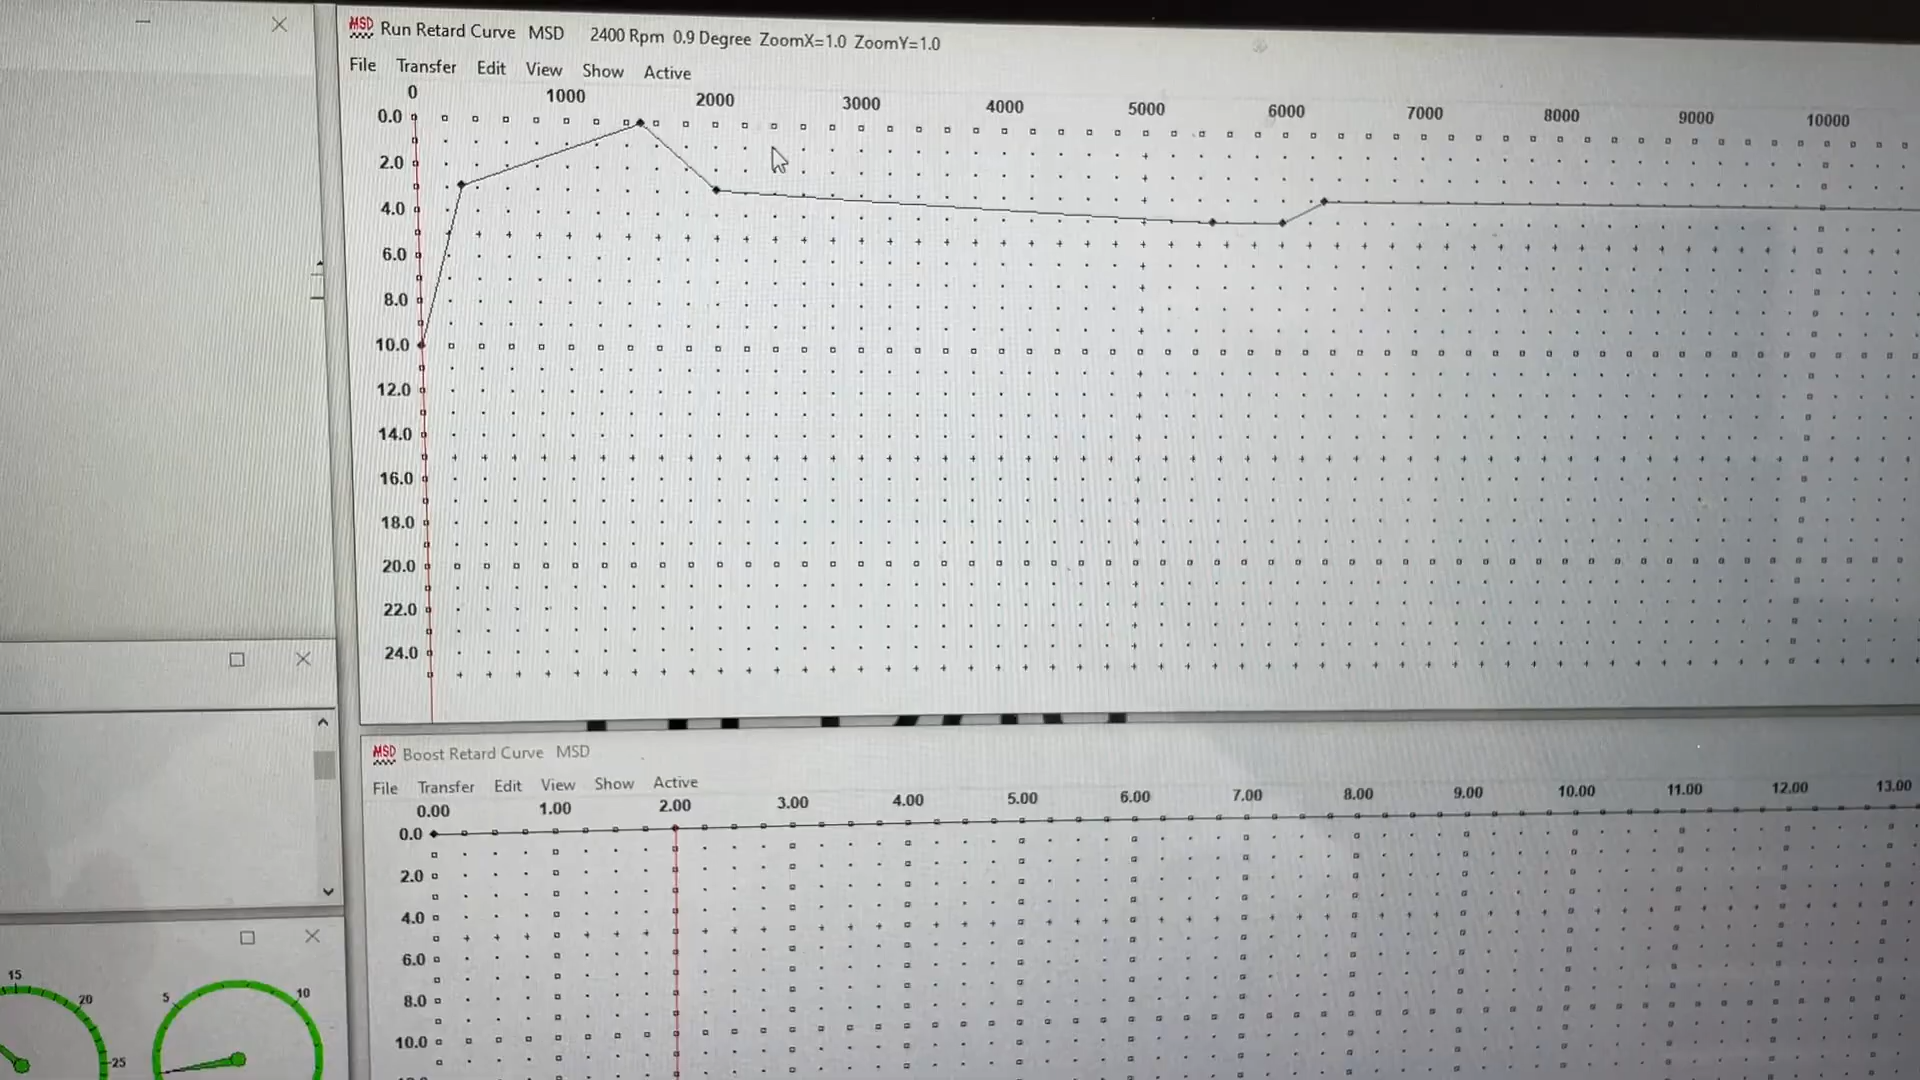 MSD Run Retard Curve MSD 2400 Rpm 0.9 Degree ZoomX=1.0 ZoomY=1.0
File Transfer Edit View Show Active
0 1000 2000 3000 4000 5000 6000 7000 8000 9000 10000
0.0
2.0
4.0
6.0
8.0
10.0
12.0
14.0
16.0
18.0
20.0
22.0
24.0
MSD Boost Retard Curve MSD
File Transfer Edit View Show Active
0.00 1.00 2.00 3.00 4.00 5.00 6.00 7.00 8.00 9.00 10.00 11.00 12.00 13.00
0.0
2.0
4.0
6.0
8.0
10.0
15 20 25
5 10